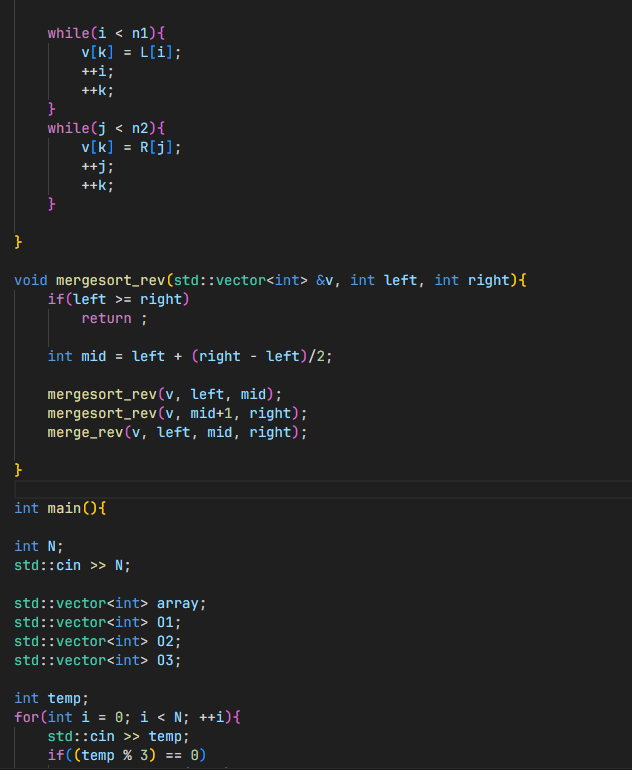 while(i < n1){
v[k] = L[i];
++i;
++k;
}
while(j < n2){
v[k] = R[j];
++j;
++k;
}
}
void mergesort_rev(std::vector<int> &v, int left, int right){
if(left >= right)
return ;
int mid = left + (right - left)/2;
mergesort_rev(v, left, mid);
mergesort_rev(v, mid+1, right);
merge_rev(v, left, mid, right);
}
int main(){
int N;
std::cin >> N;
std::vector<int> array;
std::vector<int> O1;
std::vector<int> O2;
std::vector<int> O3;
int temp;
for(int i = 0; i < N; ++i){
std::cin >> temp;
if((temp % 3) == 0)